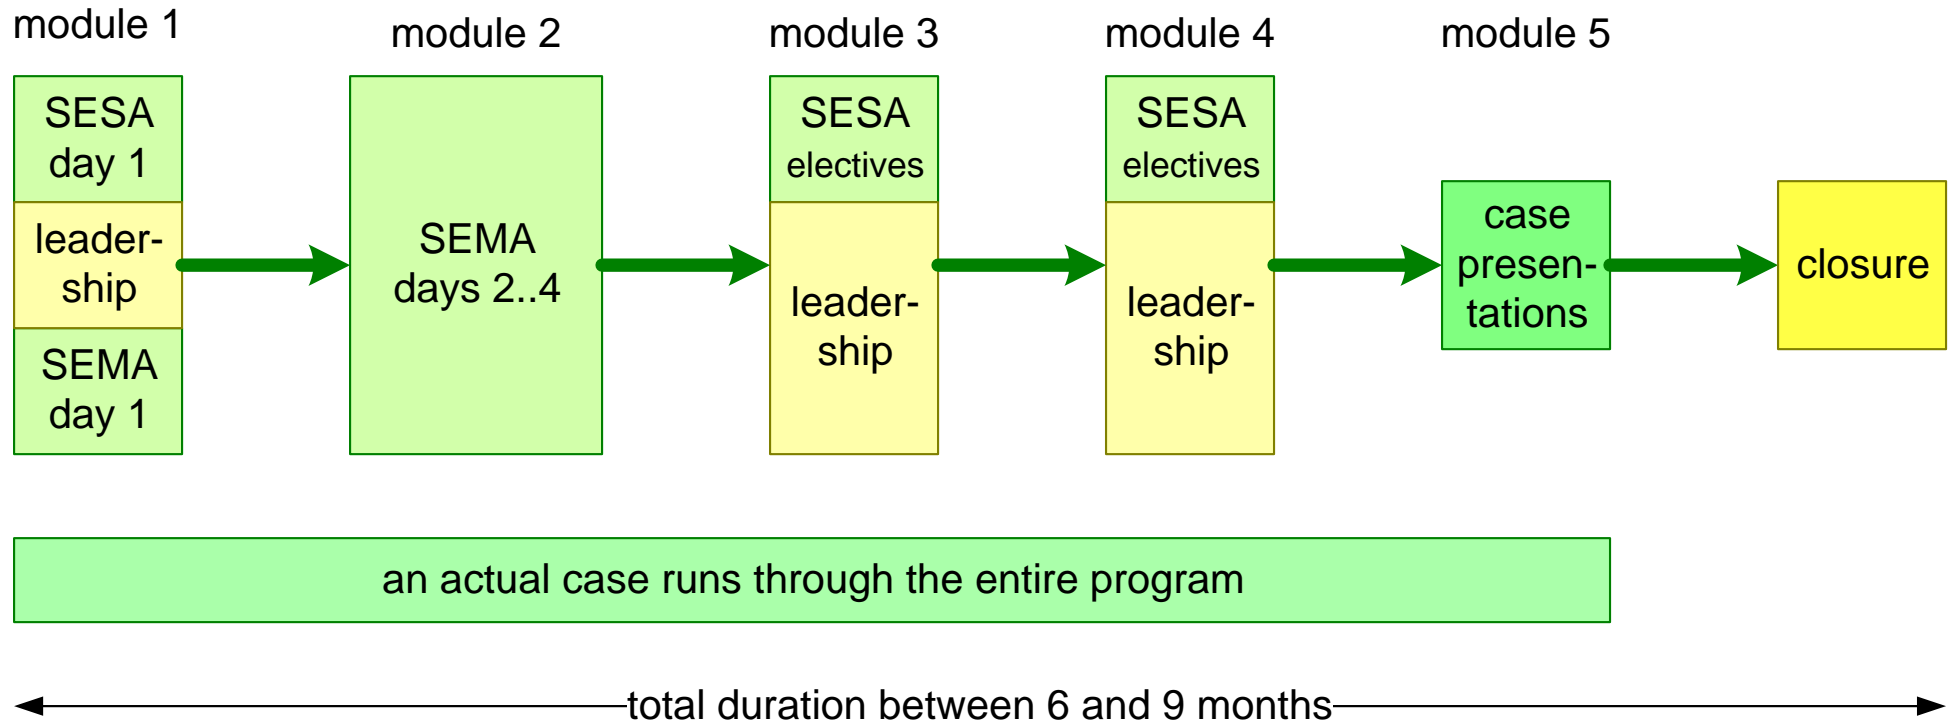 module 1
module 2
module 3
module 4
module 5
SESA
day 1
leader-
ship
SEMA
day 1
SEMA
days 2..4
SESA
electives
leader-
ship
SESA
electives
leader-
ship
case
presen-
tations
closure
an actual case runs through the entire program
total duration between 6 and 9 months